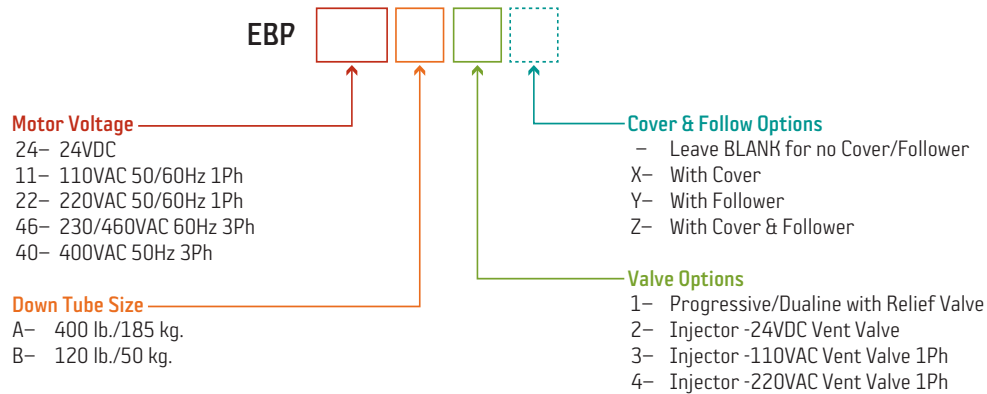 EBP
Motor Voltage
24– 24VDC
11– 110VAC 50/60Hz 1Ph
22– 220VAC 50/60Hz 1Ph
46– 230/460VAC 60Hz 3Ph
40– 400VAC 50Hz 3Ph
Down Tube Size
A– 400 lb./185 kg.
B– 120 lb./50 kg.
Cover & Follow Options
– Leave BLANK for no Cover/Follower
X– With Cover
Y– With Follower
Z– With Cover & Follower
Valve Options
1– Progressive/Dualine with Relief Valve
2– Injector -24VDC Vent Valve
3– Injector -110VAC Vent Valve 1Ph
4– Injector -220VAC Vent Valve 1Ph